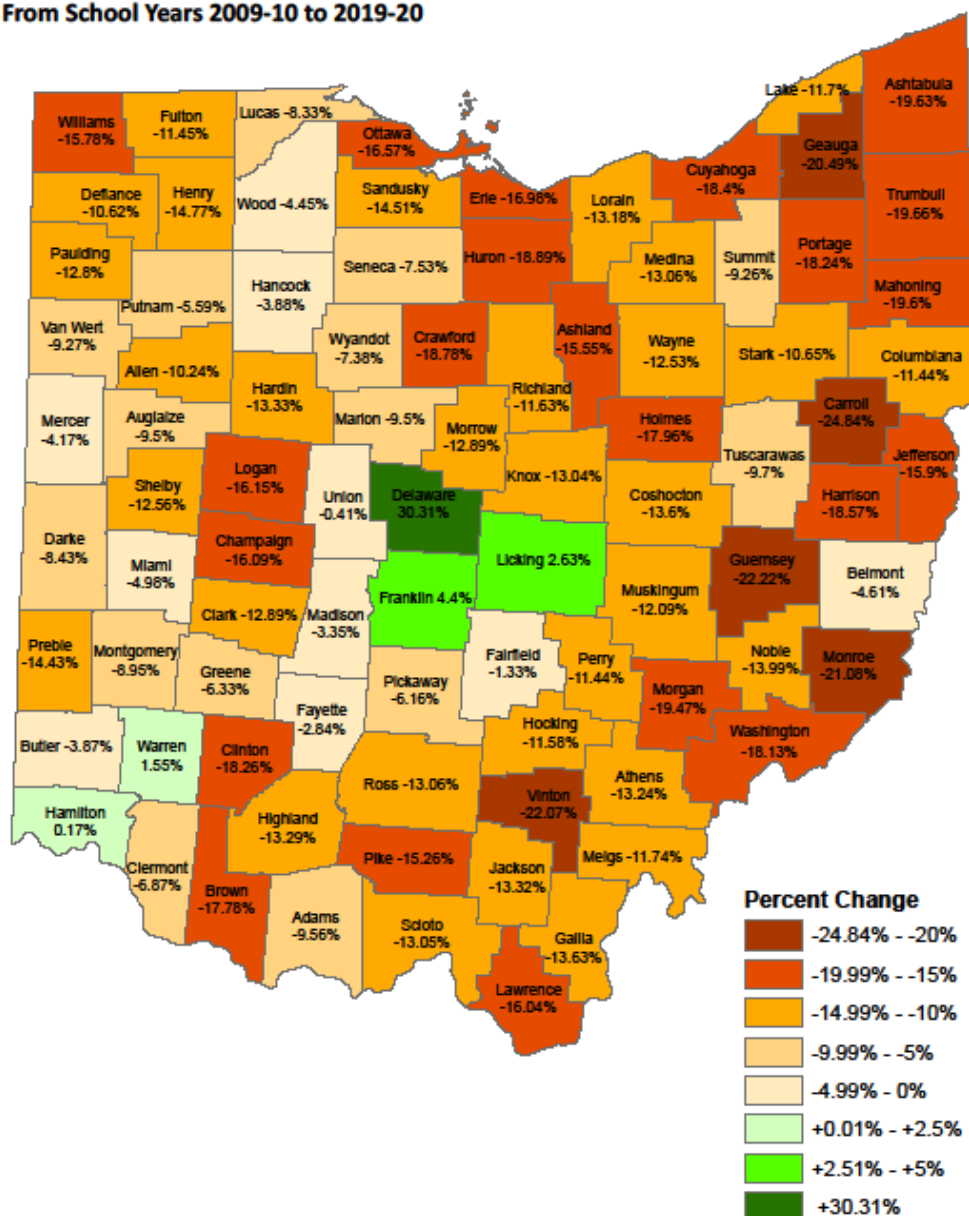 From School Years 2009-10 to 2019-20
Williams
-15.78%
Fulton
-11.45%
Lucas -8.33%
Ottawa
-16.57%
Lake -11.7%
Ashtabula
-19.63%
Geauga
-20.49%
Cuyahoga
-18.4%
Defiance
-10.62%
Henry
-14.77%
Wood -4.45%
Sandusky
-14.51%
Erie -16.98%
Lorain
-13.18%
Trumbull
-19.66%
Paulding
-12.8%
Hancock
-3.88%
Seneca -7.53%
Huron -18.89%
Medina
-13.06%
Summit
-9.26%
Portage
-18.24%
Mahoning
-19.6%
Putnam -5.59%
Van Wert
-9.27%
Wyandot
-7.38%
Crawford
-18.78%
Ashland
-15.55%
Wayne
-12.53%
Stark -10.65%
Columbiana
-11.44%
Allen -10.24%
Hardin
-13.33%
Richland
-11.63%
Mercer
-4.17%
Auglaize
-9.5%
Marion -9.5%
Morrow
-12.89%
Holmes
-17.96%
Carroll
-24.84%
Tuscarawas
-9.7%
Jefferson
-15.9%
Logan
-16.15%
Knox -13.04%
Shelby
-12.56%
Union
-0.41%
Delaware
30.31%
Coshocton
-13.6%
Harrison
-18.57%
Darke
-8.43%
Champaign
-16.09%
Licking 2.63%
Guernsey
-22.22%
Belmont
-4.61%
Miami
-4.98%
Franklin 4.4%
Muskingum
-12.09%
Clark -12.89%
Madison
-3.35%
Preble
-14.43%
Montgomery
-8.95%
Greene
-6.33%
Fairfield
-1.33%
Perry
-11.44%
Noble
-13.99%
Monroe
-21.08%
Pickaway
-6.16%
Morgan
-19.47%
Fayette
-2.84%
Hocking
-11.58%
Washington
-18.13%
Butler -3.87%
Warren
1.55%
Clinton
-18.26%
Ross -13.06%
Athens
-13.24%
Vinton
-22.07%
Hamilton
0.17%
Highland
-13.29%
Pike -15.26%
Meigs -11.74%
Clermont
-6.87%
Jackson
-13.32%
Brown
-17.78%
Adams
-9.56%
Scioto
-13.05%
Gallia
-13.63%
Lawrence
-16.04%
Percent Change
-24.84% - -20%
-19.99% - -15%
-14.99% - -10%
-9.99% - -5%
-4.99% - 0%
+0.01% - +2.5%
+2.51% - +5%
+30.31%